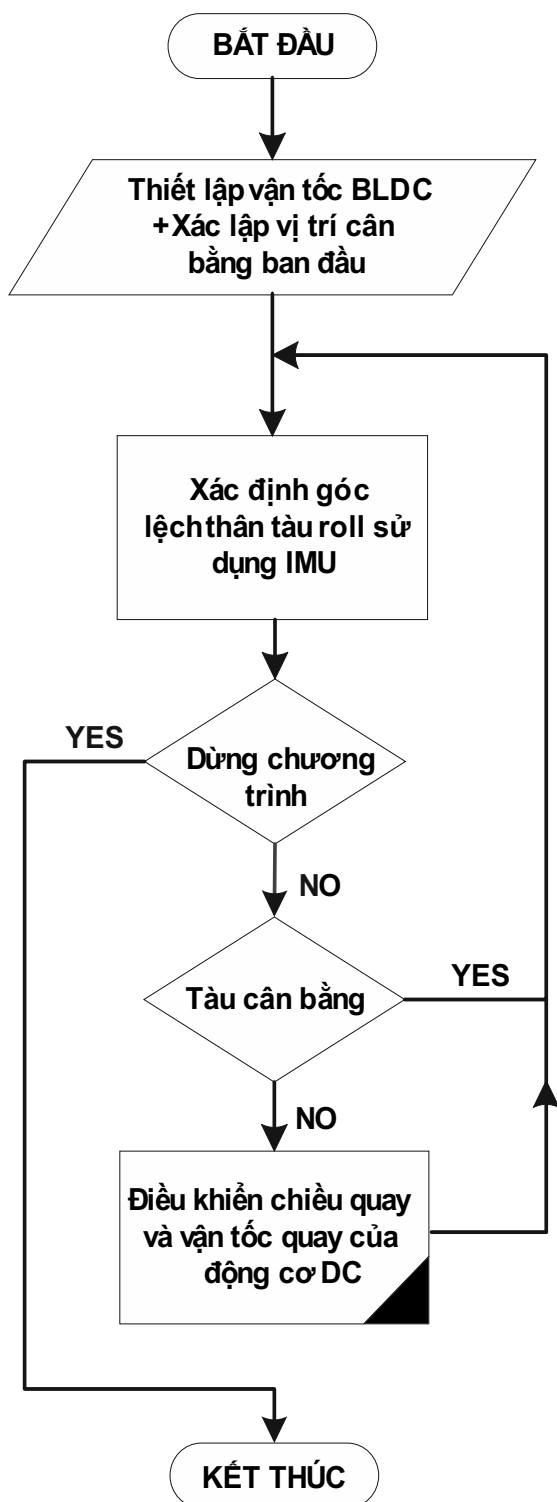 BẮT ĐẦU
Thiết lập vận tốc BLDC
+Xác lập vị trí cân
bằng ban đầu
Xác định góc
lệch thân tàu roll sử
dụng IMU
YES
Dừng chương
trình
NO
Tàu cân bằng
YES
NO
Điều khiển chiều quay
và vận tốc quay của
động cơ DC
KẾT THÚC